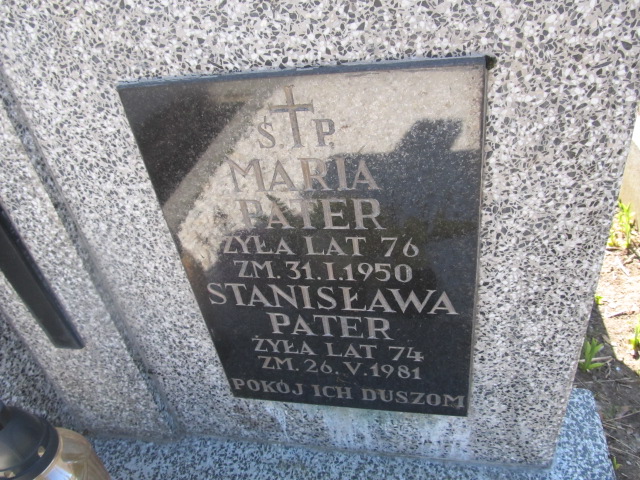 Ś. P.
MARIA
PATER
ŻYŁA LAT 76
ZM. 31.I.1950
STANISŁAWA
PATER
ŻYŁA LAT 74
ZM. 26.V.1981
POKÓJ ICH DUSZOM